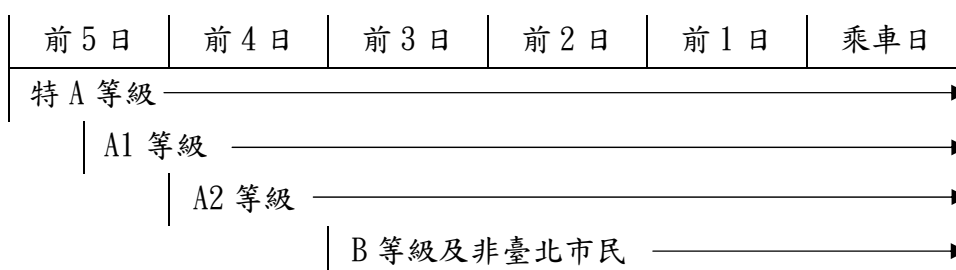 前5日 前4日 前3日 前2日 前1日 乘車日
特A等級
A1等級
A2等級
B等級及非臺北市民